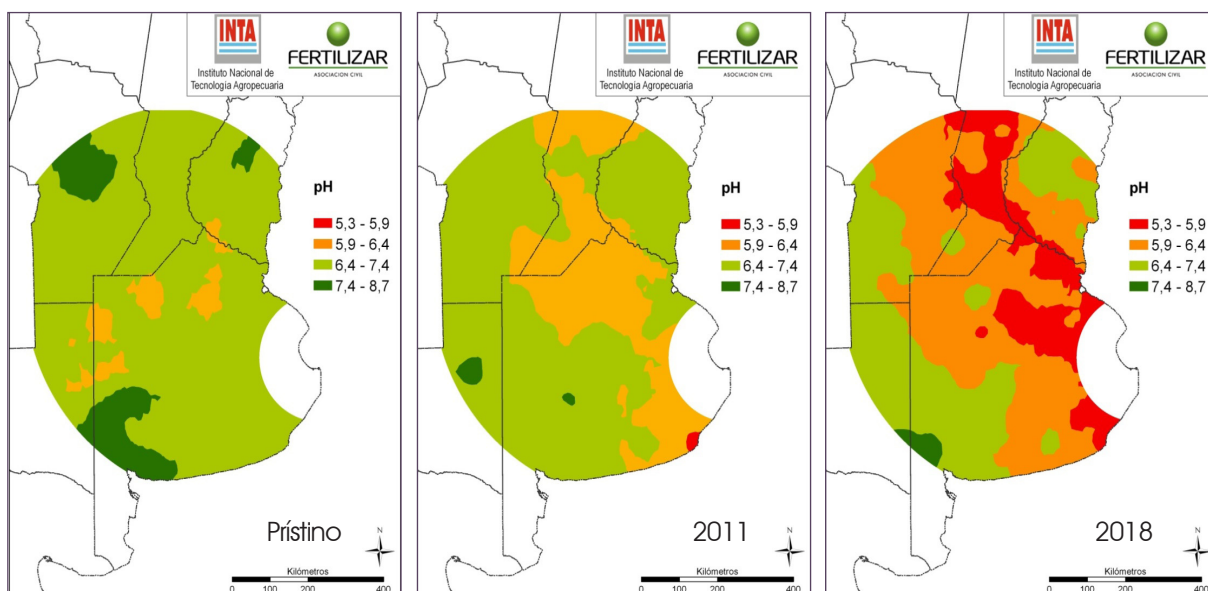 INTA
Instituto Nacional de
Tecnología Agropecuaria
FERTILIZAR
ASOCIACION CIVIL
pH
5,3 - 5,9
5,9 - 6,4
6,4 - 7,4
7,4 - 8,7
Prístino
N
Kilómetros
0 100 200 400
INTA
Instituto Nacional de
Tecnología Agropecuaria
FERTILIZAR
ASOCIACION CIVIL
pH
5,3 - 5,9
5,9 - 6,4
6,4 - 7,4
7,4 - 8,7
2011
N
Kilómetros
0 100 200 400
INTA
Instituto Nacional de
Tecnología Agropecuaria
FERTILIZAR
ASOCIACION CIVIL
pH
5,3 - 5,9
5,9 - 6,4
6,4 - 7,4
7,4 - 8,7
2018
N
Kilómetros
0 100 200 400